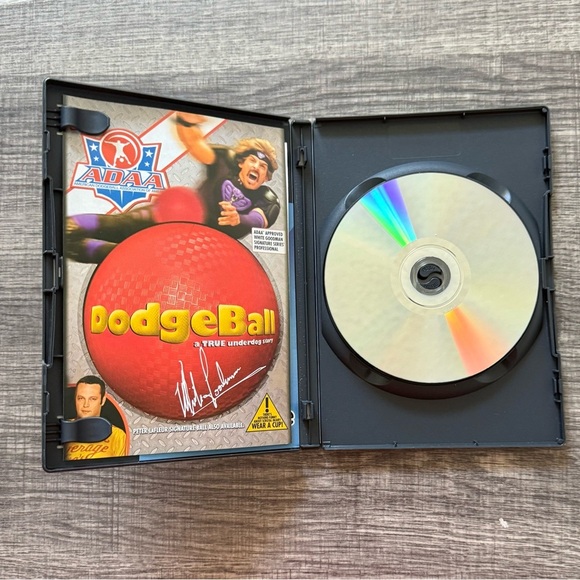 ADAA
ADAA® APPROVED
WHITE GOODMAN
SIGNATURE SERIES
PROFESSIONAL
DodgeBall
a TRUE underdog story
PETER LAFLEUR SIGNATURE BALL ALSO AVAILABLE.
WEAR A CUP!